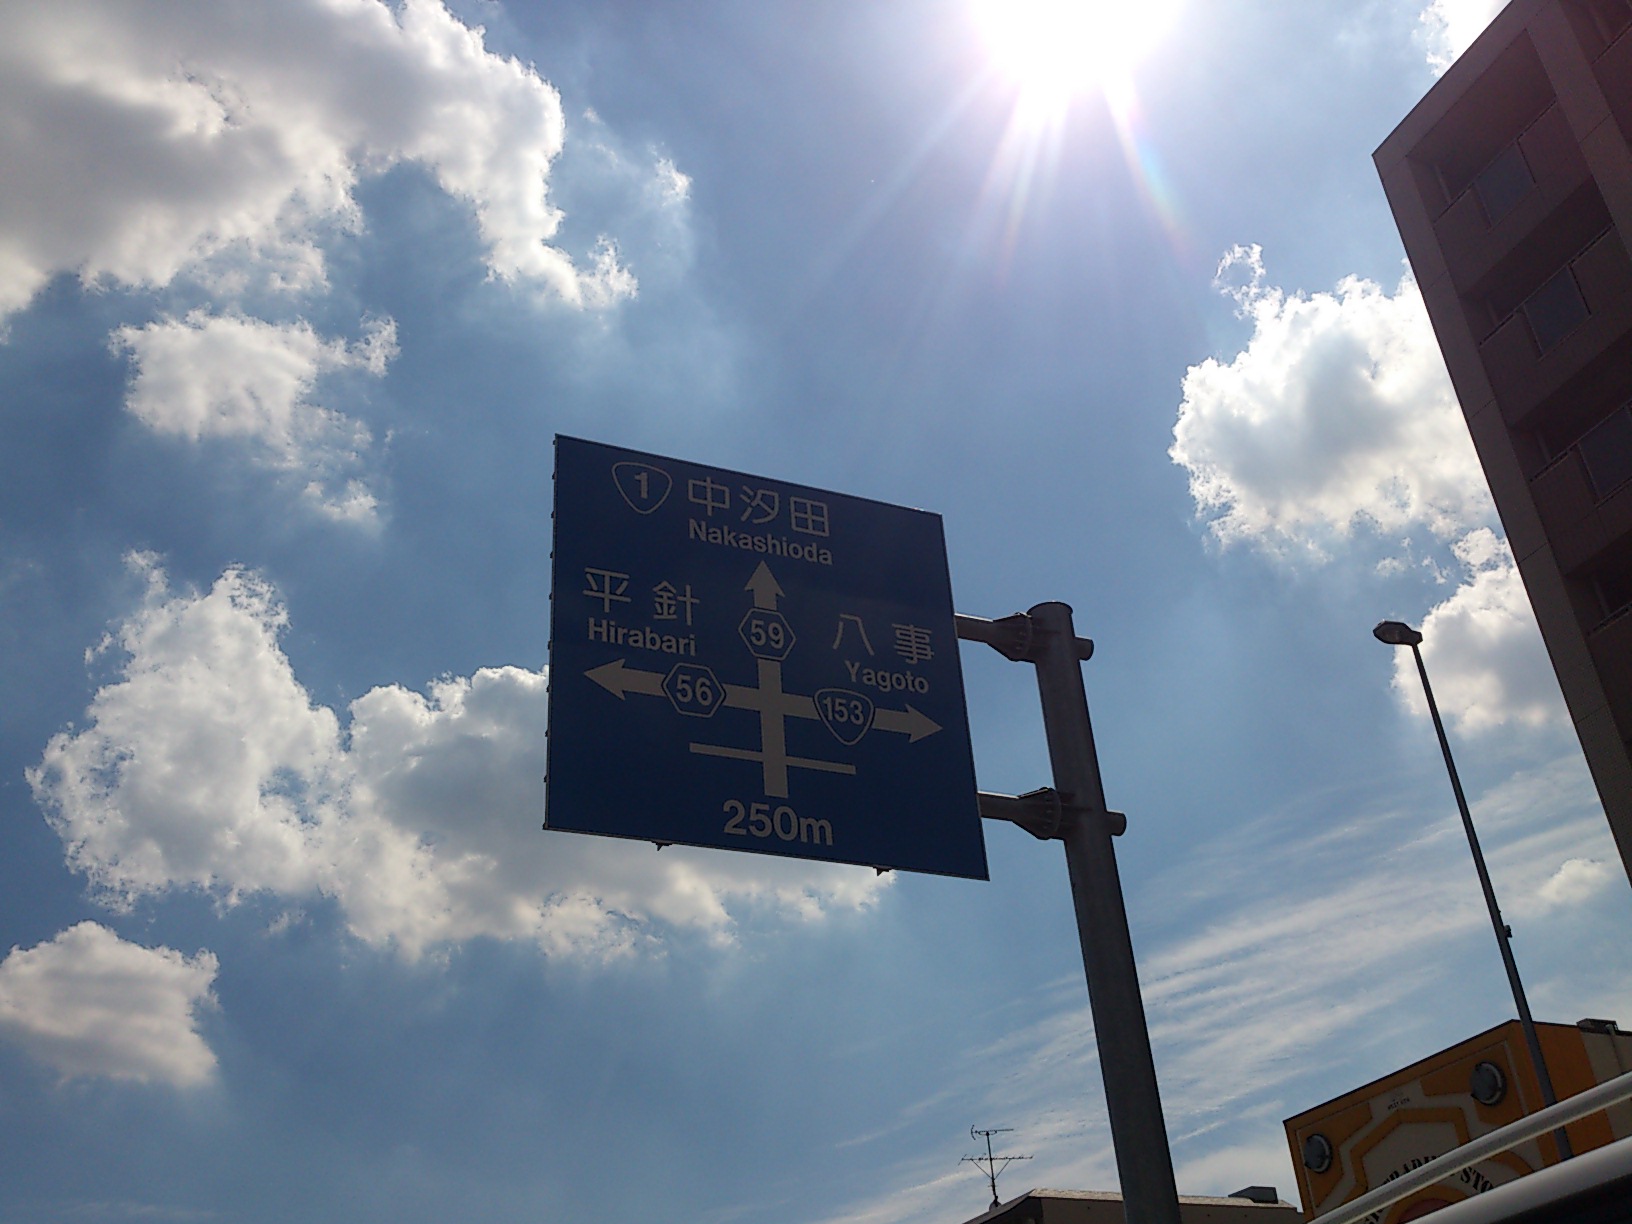 1 中汐田
Nakashioda
平針
Hirabari
59
八事
Yagoto
56
153
250m